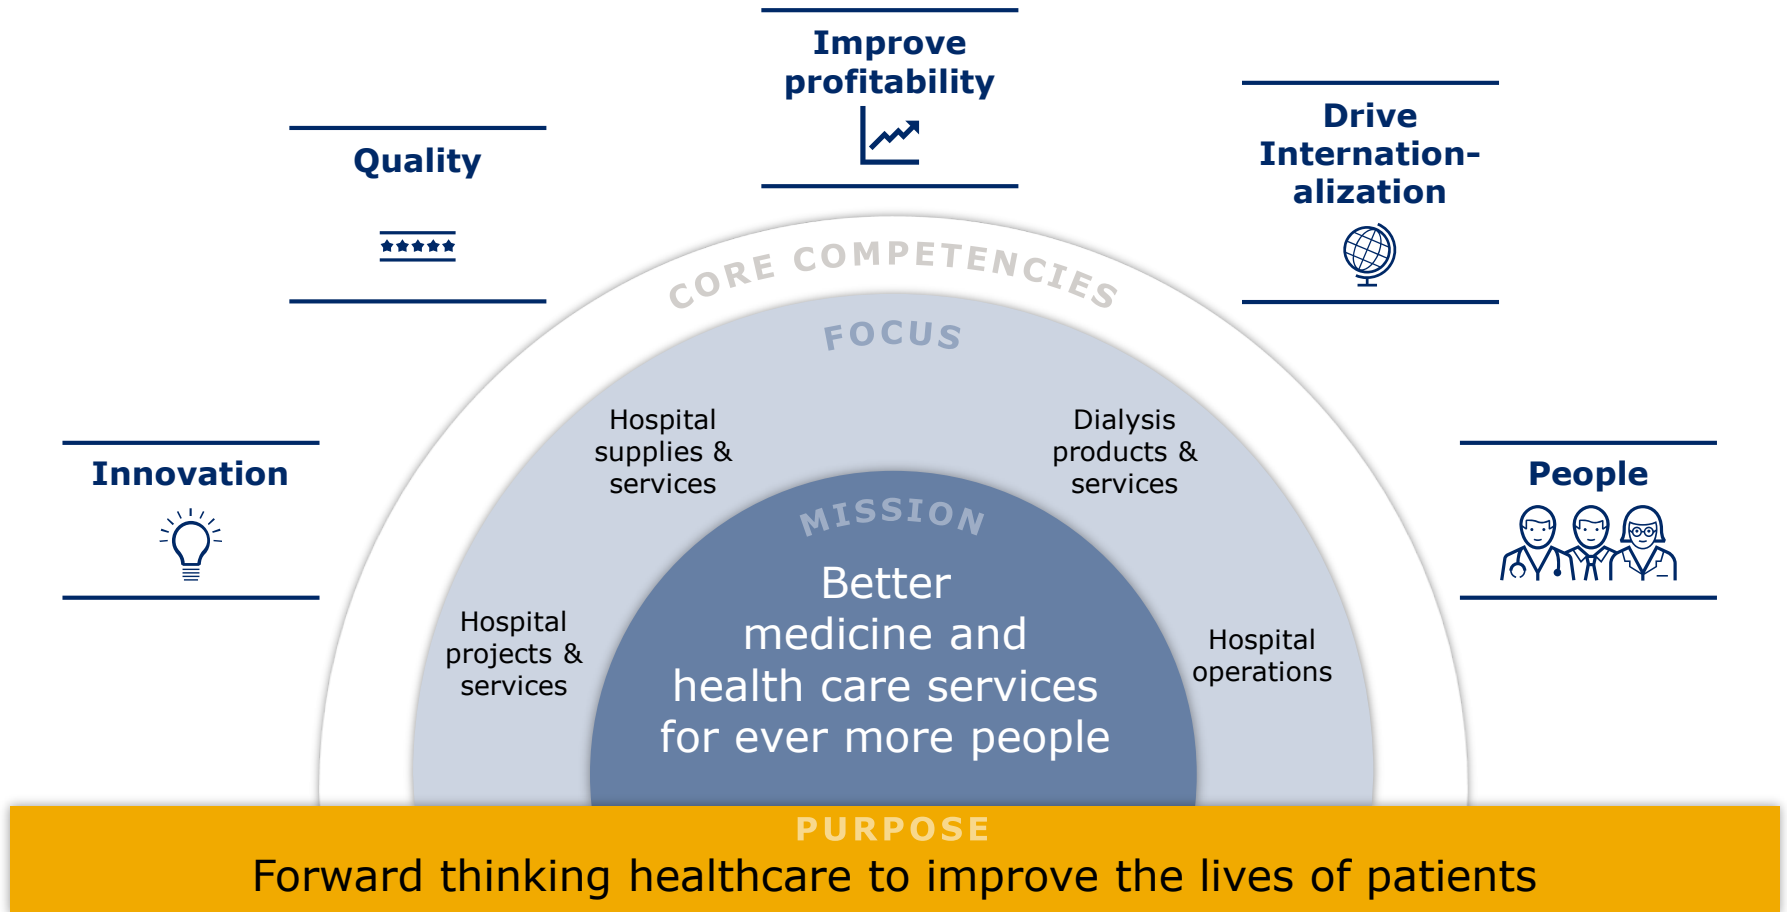 Improve
profitability
Quality
Drive
Internation-
alization
Innovation
People
CORE COMPETENCIES
FOCUS
Hospital
supplies &
services
Dialysis
products &
services
Hospital
projects &
services
Hospital
operations
MISSION
Better
medicine and
health care services
for ever more people
PURPOSE
Forward thinking healthcare to improve the lives of patients